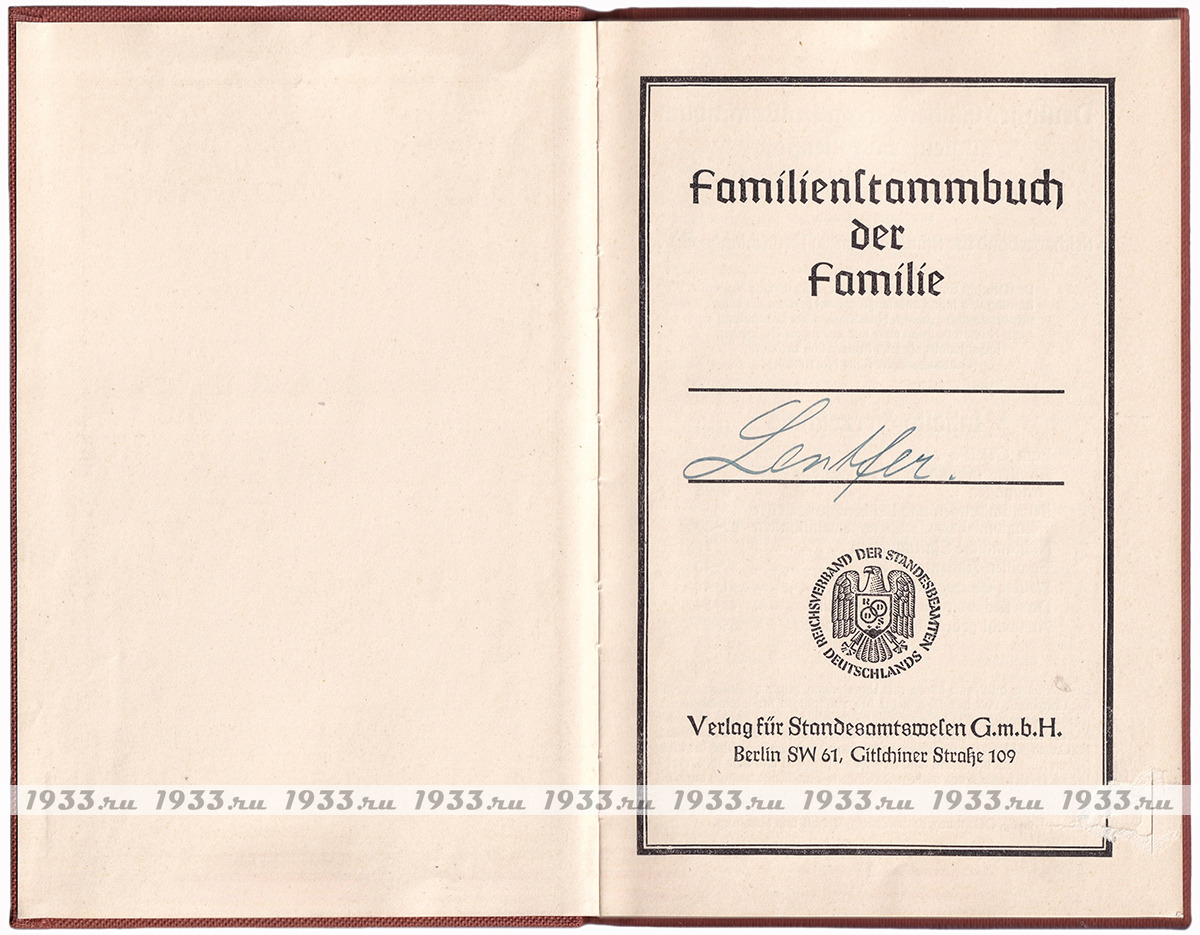 Familienſtammbuch
der
Familie
Lentfer.
REICHSVERBAND DER STANDESBEAMTEN DEUTSCHLANDS
R D
D S
Verlag für Standesamtsweſen G.m.b.H.
Berlin SW 61, Gitſchiner Straße 109
1933.ru 1933.ru 1933.ru 1933.ru 1933.ru 1933.ru 1933.ru 1933.ru 1933.ru